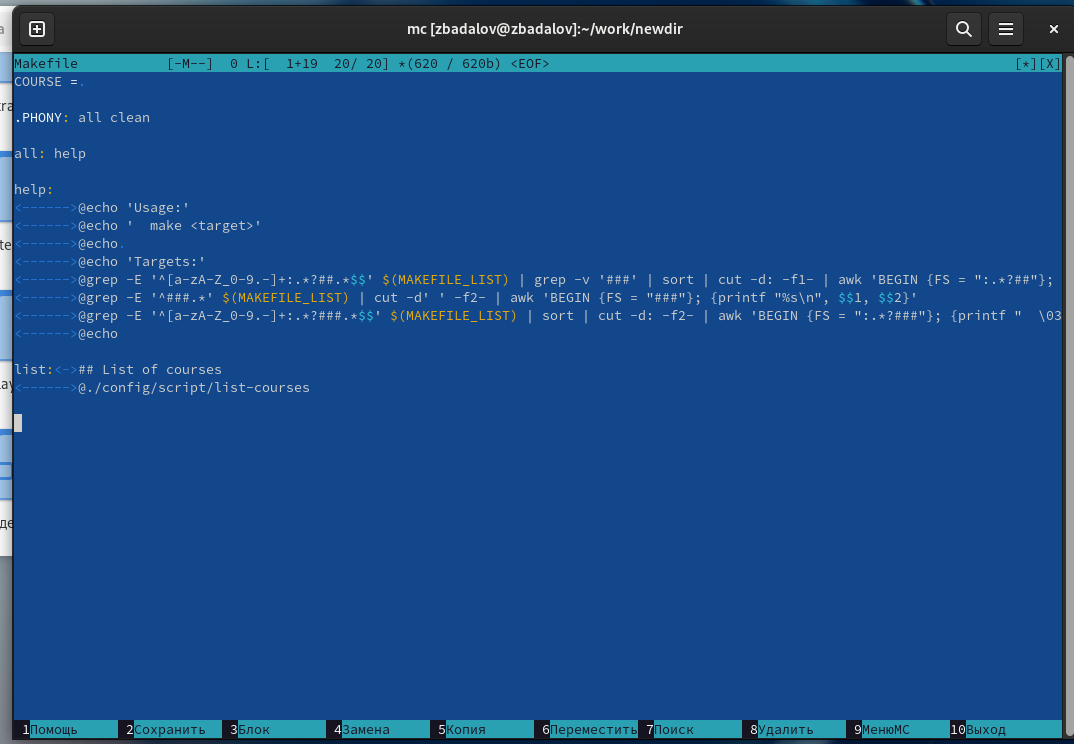 mc [zbadalov@zbadalov]:~/work/newdir
Makefile [-M--] 0 L:[ 1+19 20/ 20] *(620 / 620b) <EOF> [*][X]
COURSE =.
.PHONY: all clean
all: help
help:
<------>@echo 'Usage:'
<------>@echo '  make <target>'
<------>@echo.
<------>@echo 'Targets:'
<------>@grep -E '^[a-zA-Z_0-9.-]+:.*?##.*$$' $(MAKEFILE_LIST) | grep -v '###' | sort | cut -d: -f1- | awk 'BEGIN {FS = ":.*?##"};
<------>@grep -E '^###.*' $(MAKEFILE_LIST) | cut -d' ' -f2- | awk 'BEGIN {FS = "###"}; {printf "%s\n", $$1, $$2}'
<------>@grep -E '^[a-zA-Z_0-9.-]+:.*?###.*$$' $(MAKEFILE_LIST) | sort | cut -d: -f2- | awk 'BEGIN {FS = ":.*?###"}; {printf "  \03
<------>@echo
list:<->## List of courses
<------>@./config/script/list-courses
1Помощь 2Сохранить 3Блок 4Замена 5Копия 6Переместить 7Поиск 8Удалить 9МенюМС 10Выход